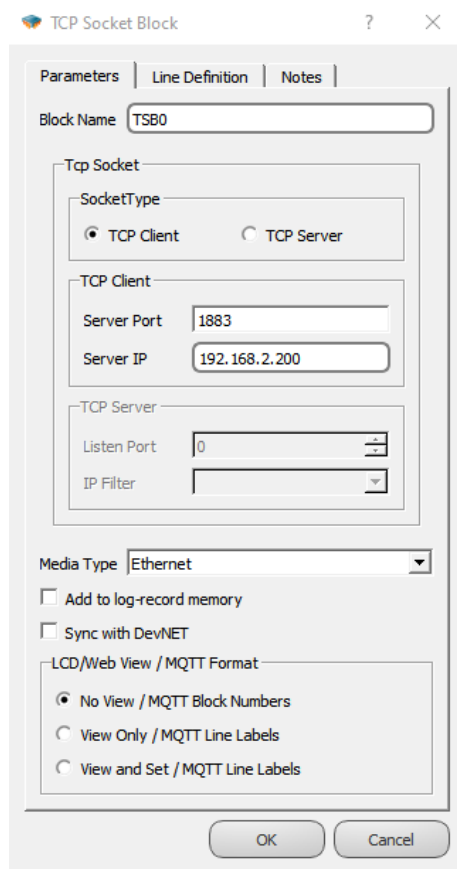 TCP Socket Block ?
Parameters Line Definition Notes
Block Name TSB0
Tcp Socket
SocketType
TCP Client TCP Server
TCP Client
Server Port 1883
Server IP 192.168.2.200
TCP Server
Listen Port 0
IP Filter
Media Type Ethernet
Add to log-record memory
Sync with DevNET
LCD/Web View / MQTT Format
No View / MQTT Block Numbers
View Only / MQTT Line Labels
View and Set / MQTT Line Labels
OK Cancel